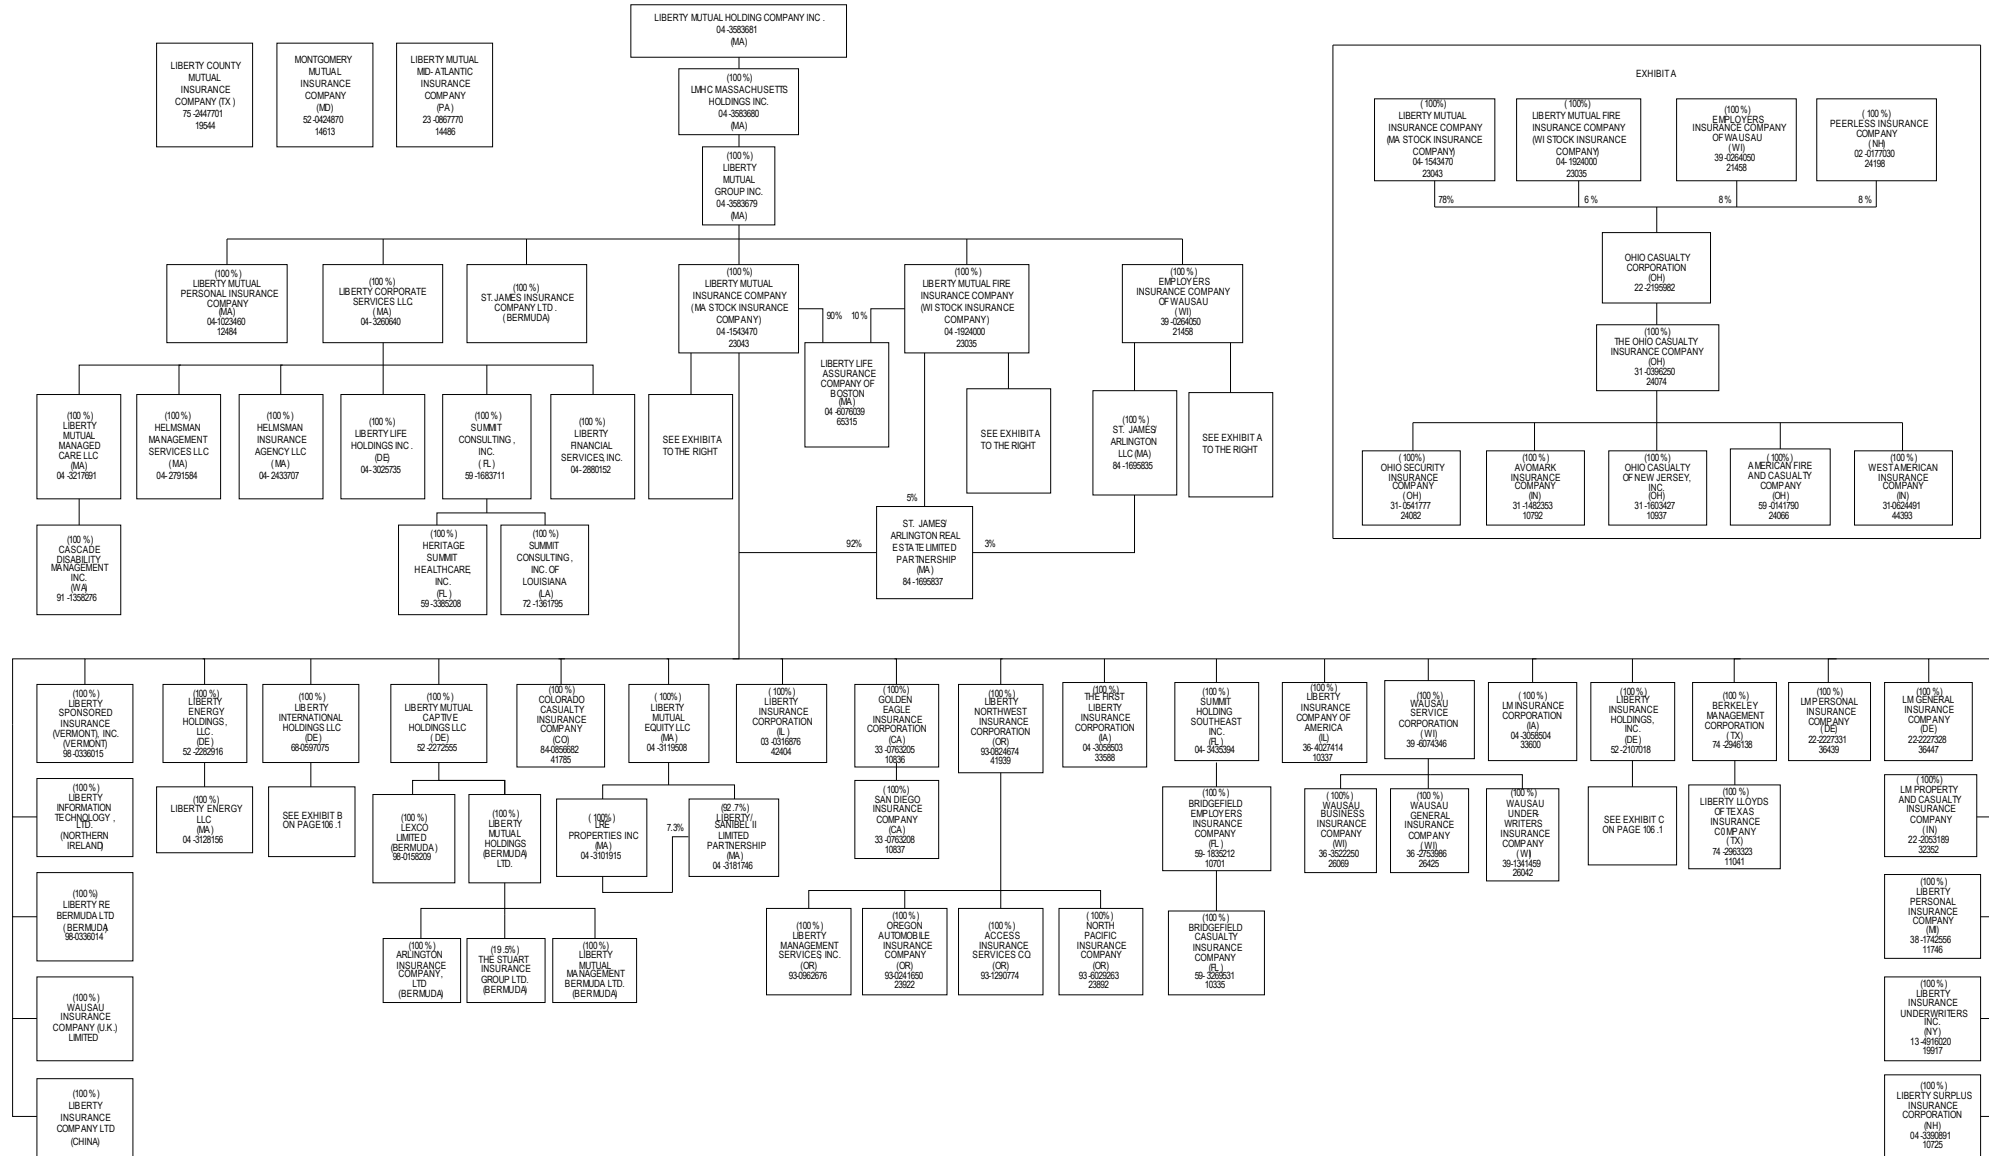 LIBERTY MUTUAL HOLDING COMPANY INC .
04 -3583681
(MA)
LIBERTY COUNTY
MUTUAL
INSURANCE
COMPANY (TX )
75 -2447701
19544
MONTGOMERY
MUTUAL
INSURANCE
COMPANY
(MD)
52 -0424870
14613
LIBERTY MUTUAL
MID- ATLANTIC
INSURANCE
COMPANY
(PA)
23 -0867770
14486
(100 %)
LMHC MASSACHUSETTS
HOLDINGS INC.
04 -3583680
(MA)
(100 %)
LIBERTY
MUTUAL
GROUP INC.
04 -3583679
(MA)
EXHIBIT A
( 100%)
LIBERTY MUTUAL
INSURANCE COMPANY
(MA STOCK INSURANCE
COMPANY)
04- 1543470
23043
(100%)
LIBERTY MUTUAL FIRE
INSURANCE COMPANY
(WI STOCK INSURANCE
COMPANY)
04- 1924000
23035
(100 %)
EMPLOYERS
INSURANCE COMPANY
OF WAUSAU
(WI)
39 -0264050
21458
( 100 %)
PEERLESS INSURANCE
COMPANY
(NH)
02 -0177030
24198
78%
6 %
8 %
8 %
OHIO CASUALTY
CORPORATION
(OH)
22 -2195982
(100 %)
THE OHIO CASUALTY
INSURANCE COMPANY
(OH)
31 -0396250
24074
(100%)
OHIO SECURITY
INSURANCE
COMPANY
(OH)
31- 0541777
24082
(100%)
AVOMARK
INSURANCE
COMPANY
(IN)
31 -1482353
10792
(100%)
OHIO CASUALTY
OF NEW JERSEY,
INC.
(OH)
31 -1603427
10937
(100%)
AMERICAN FIRE
AND CASUALTY
COMPANY
(OH)
59 -0141790
24066
(100 %)
WEST AMERICAN
INSURANCE
COMPANY
(IN)
31-0624491
44393
(100 %)
LIBERTY MUTUAL
PERSONAL INSURANCE
COMPANY
(MA)
04-1023460
12484
(100 %)
LIBERTY CORPORATE
SERVICES LLC
( MA)
04- 3260640
(100 %)
ST. JAMES INSURANCE
COMPANY LTD .
( BERMUDA)
(100 %)
LIBERTY MUTUAL
INSURANCE COMPANY
( MA STOCK INSURANCE
COMPANY)
04 -1543470
23043
90%
10 %
(100 %)
LIBERTY MUTUAL FIRE
INSURANCE COMPANY
(WI STOCK INSURANCE
COMPANY)
04 -1924000
23035
(100 %)
EMPLOYERS
INSURANCE COMPANY
OF WAUSAU
( WI)
39 -0264050
21458
LIBERTY LIFE
ASSURANCE
COMPANY OF
BOSTON
(MA)
04 -6076039
65315
(100 %)
LIBERTY
MUTUAL
MANAGED
CARE LLC
(MA)
04 -3217691
(100 %)
HELMSMAN
MANAGEMENT
SERVICES LLC
( MA)
04- 2791584
(100 %)
HELMSMAN
INSURANCE
AGENCY LLC
( MA)
04- 2433707
(100 %)
LIBERTY LIFE
HOLDINGS INC .
(DE)
04 -3025735
(100 %)
SUMMIT
CONSULTING ,
INC.
( FL)
59 -1683711
(100 %)
LIBERTY
FINANCIAL
SERVICES, INC.
04- 2880152
SEE EXHIBIT A
TO THE RIGHT
SEE EXHIBIT A
TO THE RIGHT
(100 %)
ST. JAMES/
ARLINGTON
LLC (MA)
84 -1695835
SEE EXHIBIT A
TO THE RIGHT
(100 %)
CASCADE
DISABILITY
MANAGEMENT
INC.
(WA)
91 -1358276
(100 %)
HERITAGE
SUMMIT
HEALTHCARE,
INC.
(FL )
59 -3385208
(100 %)
SUMMIT
CONSULTING ,
INC. OF
LOUISIANA
(LA)
72 -1361795
5%
92%
ST. JAMES/
ARLINGTON REAL
ESTATE LIMITED
PARTNERSHIP
(MA)
84 -1695837
3%
(100 %)
LIBERTY
SPONSORED
INSURANCE
(VERMONT), INC.
(VERMONT)
98-0336015
(100 %)
LIBERTY
ENERGY
HOLDINGS,
LLC.
(DE)
52 -2282916
(100 %)
LIBERTY
INTERNATIONAL
HOLDINGS LLC
(DE)
68-0597075
(100 %)
LIBERTY MUTUAL
CAPTIVE
HOLDINGS LLC
( DE)
52 -2272555
(100 %)
COLORADO
CASUALTY
INSURANCE
COMPANY
(CO)
84-0856682
41785
( 100 %)
LIBERTY
MUTUAL
EQUITY LLC
(MA)
04 -3119508
(100 %)
LIBERTY
INSURANCE
CORPORATION
(IL )
03 -0316876
42404
(100 %)
GOLDEN
EAGLE
INSURANCE
CORPORATION
(CA)
33 -0763205
10836
(100 %)
LIBERTY
NORTHWEST
INSURANCE
CORPORATION
(OR)
93-0824674
41939
(100 %)
THE FIRST
LIBERTY
INSURANCE
CORPORATION
(IA)
04 -3058503
33588
(100 %)
SUMMIT
HOLDING
SOUTHEAST
INC.
(FL)
04- 3435394
(100 %)
LIBERTY
INSURANCE
COMPANY OF
AMERICA
(IL)
36- 4027414
10337
(100 %)
WAUSAU
SERVICE
CORPORATION
( WI)
39 -6074346
(100 %)
LM INSURANCE
CORPORATION
(IA)
04 -3058504
33600
(100 %)
LIBERTY
INSURANCE
HOLDINGS,
INC.
(DE)
52 -2107018
(100 %)
BERKELEY
MANAGEMENT
CORPORATION
( TX)
74 -2946138
(100 %)
LM PERSONAL
INSURANCE
COMPANY
( DE)
22-2227331
36439
(100 %)
LM GENERAL
INSURANCE
COMPANY
(DE)
22-2227328
36447
(100 %)
LIBERTY
INFORMATION
TECHNOLOGY ,
LTD.
(NORTHERN
IRELAND)
(100 %)
LIBERTY ENERGY
LLC
(MA)
04 -3128156
SEE EXHIBIT B
ON PAGE 106 .1
(100 %)
LEXCO
LIMITED
(BERMUDA)
98-0158209
(100 %)
LIBERTY
MUTUAL
HOLDINGS
(BERMUDA)
LTD.
( 100%)
LRE
PROPERTIES INC
(MA)
04 -3101915
7.3%
(92 .7%)
LIBERTY/
SANIBEL II
LIMITED
PARTNERSHIP
(MA)
04 -3181746
(100%)
SAN DIEGO
INSURANCE
COMPANY
(CA)
33 -0763208
10837
(100 %)
BRIDGEFIELD
EMPLOYERS
INSURANCE
COMPANY
(FL)
59- 1835212
10701
(100%)
WAUSAU
BUSINESS
INSURANCE
COMPANY
(WI)
36 -3522250
26069
(100 %)
WAUSAU
GENERAL
INSURANCE
COMPANY
( WI)
36 -2753986
26425
(100 %)
WAUSAU
UNDER-
WRITERS
INSURANCE
COMPANY
( WI)
39-1341459
26042
SEE EXHIBIT C
ON PAGE 106 .1
(100 %)
LIBERTY LLOYDS
OF TEXAS
INSURANCE
COMPANY
( TX)
74 -2963323
11041
( 100%)
LM PROPERTY
AND CASUALTY
INSURANCE
COMPANY
( IN)
22 -2053189
32352
(100 %)
LIBERTY RE
BERMUDA LTD
( BERMUDA)
98-0336014
(100 %)
ARLINGTON
INSURANCE
COMPANY,
LTD
(BERMUDA)
(19 .5%)
THE STUART
INSURANCE
GROUP LTD.
(BERMUDA)
(100 %)
LIBERTY
MUTUAL
MANAGEMENT
BERMUDA LTD.
(BERMUDA)
(100 %)
LIBERTY
MANAGEMENT
SERVICES, INC.
(OR)
93-0962676
(100 %)
OREGON
AUTOMOBILE
INSURANCE
COMPANY
(OR)
93-0241650
23922
(100 %)
ACCESS
INSURANCE
SERVICES CO.
(OR)
93-1290774
( 100%)
NORTH
PACIFIC
INSURANCE
COMPANY
(OR)
93 -6029263
23892
(100 %)
BRIDGEFIELD
CASUALTY
INSURANCE
COMPANY
(FL )
59- 3269531
10335
(100 %)
LIBERTY
PERSONAL
INSURANCE
COMPANY
(MI)
38 -1742556
11746
(100 %)
WAUSAU
INSURANCE
COMPANY (U.K.)
LIMITED
(100 %)
LIBERTY
INSURANCE
UNDERWRITERS
INC.
(NY)
13 -4916020
19917
(100 %)
LIBERTY
INSURANCE
COMPANY LTD
(CHINA)
(100 %)
LIBERTY SURPLUS
INSURANCE
CORPORATION
(NH)
04 -3390891
10725